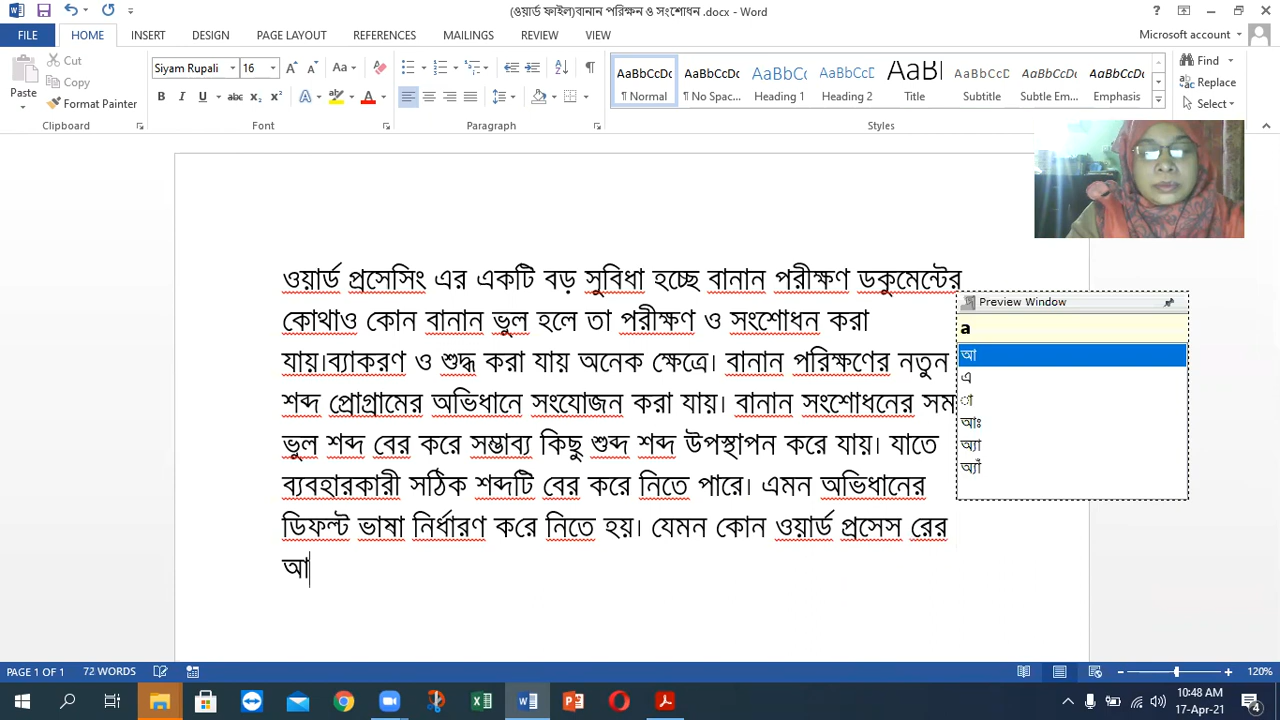 (ওয়ার্ড ফাইল)বানান পরিক্ষন ও সংশোধন .docx - Word
FILE HOME INSERT DESIGN PAGE LAYOUT REFERENCES MAILINGS REVIEW VIEW Microsoft account
Paste Cut Copy Format Painter
Siyam Rupali 16
AaBbCcDc AaBbCcDc AaBbCc AaBbCcC AaBb AaBbCcD AaBbCcDc AaBbCcDc
¶ Normal ¶ No Spac... Heading 1 Heading 2 Title Subtitle Subtle Em... Emphasis
Find Replace Select
Clipboard Font Paragraph Styles
ওয়ার্ড প্রসেসিং এর একটি বড় সুবিধা হচ্ছে বানান পরীক্ষণ ডকুমেন্টের
কোথাও কোন বানান ভুল হলে তা পরীক্ষণ ও সংশোধন করা
যায়।ব্যাকরণ ও শুদ্ধ করা যায় অনেক ক্ষেত্রে। বানান পরিক্ষণের নতুন
শব্দ প্রোগ্রামের অভিধানে সংযোজন করা যায়। বানান সংশোধনের সম
ভুল শব্দ বের করে সম্ভাব্য কিছু শুব্দ শব্দ উপস্থাপন করে যায়। যাতে
ব্যবহারকারী সঠিক শব্দটি বের করে নিতে পারে। এমন অভিধানের
ডিফল্ট ভাষা নির্ধারণ করে নিতে হয়। যেমন কোন ওয়ার্ড প্রসেস রের
আ
Preview Window
a
আ
এ
া
আঃ
অ্যা
অ্যাঁ
PAGE 1 OF 1 72 WORDS 120%
10:48 AM
17-Apr-21
4